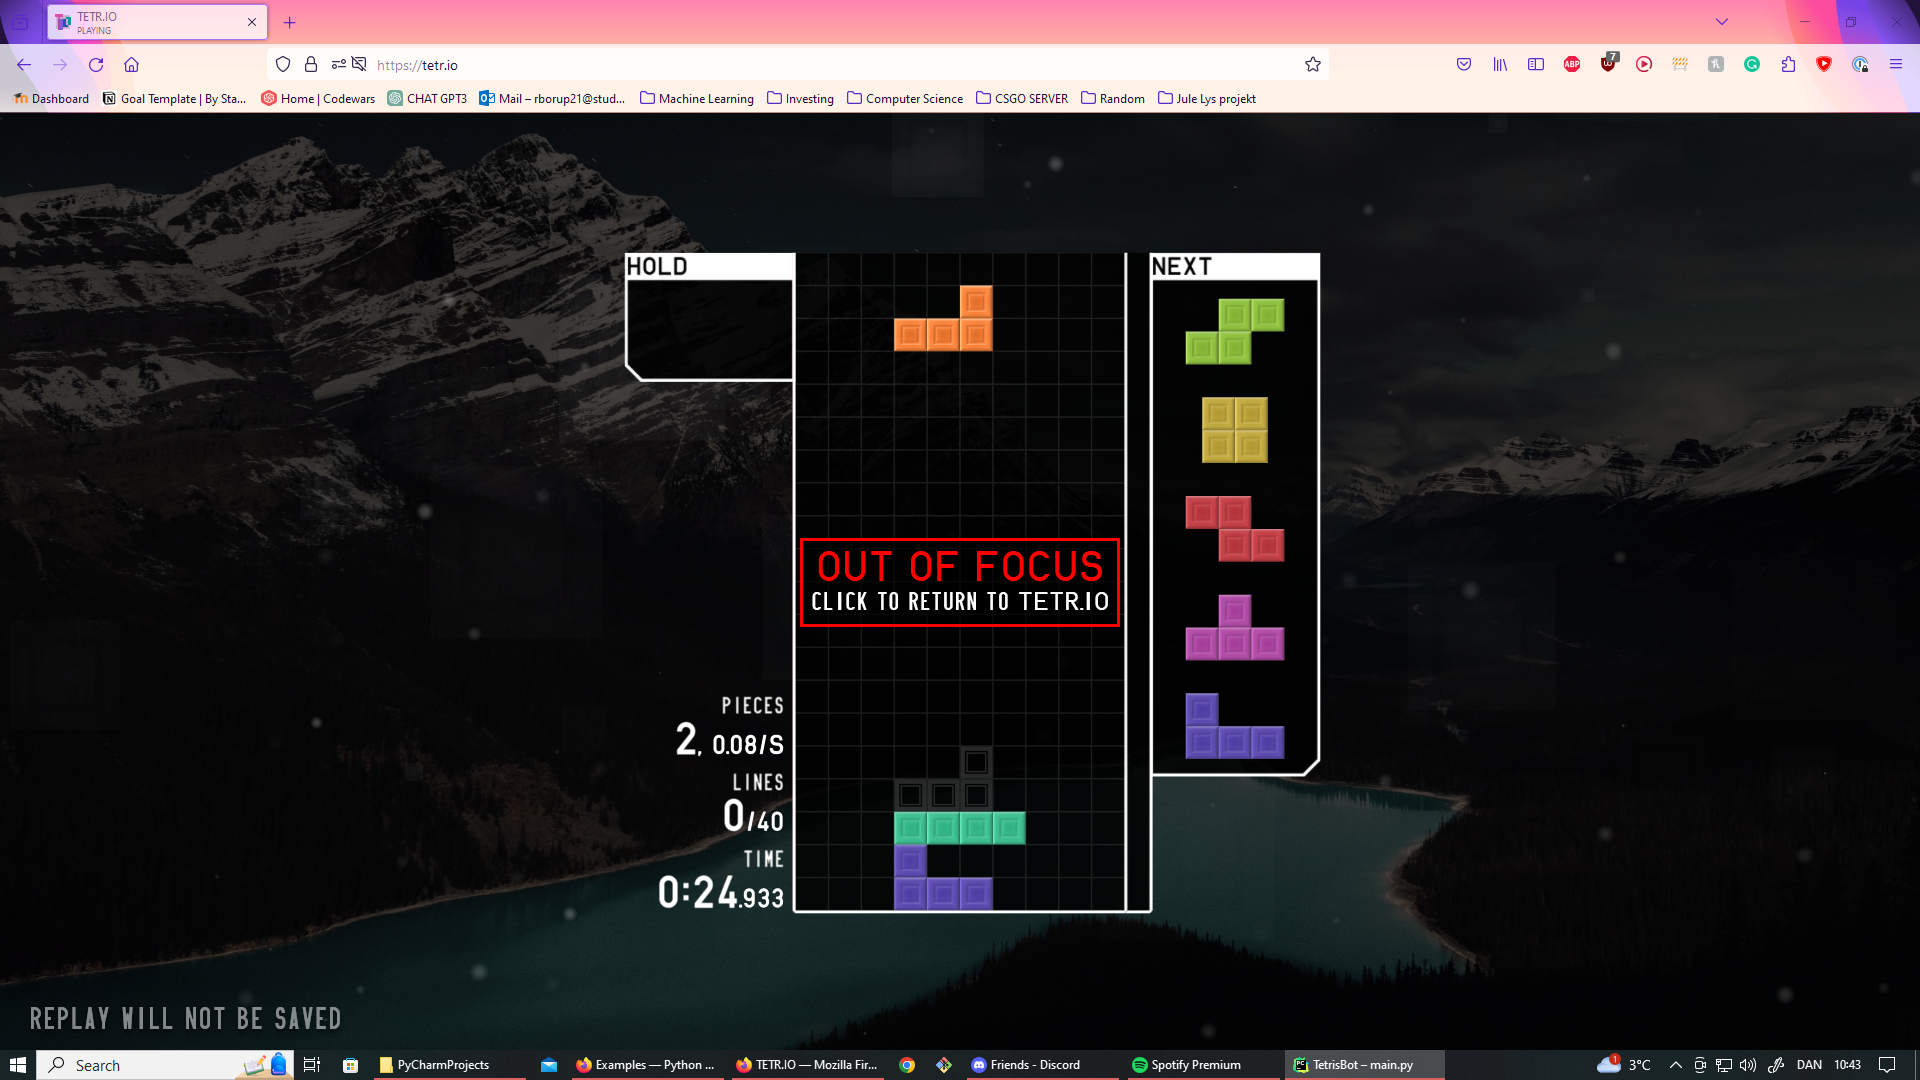 TETR.IO
PLAYING
https://tetr.io
7
ABP
Dashboard
Goal Template | By Sta...
Home | Codewars
CHAT GPT3
Mail – rborup21@stud...
Machine Learning
Investing
Computer Science
CSGO SERVER
Random
Jule Lys projekt
HOLD
NEXT
OUT OF FOCUS
CLICK TO RETURN TO TETR.IO
PIECES
2, 0.08/S
LINES
0/40
TIME
0:24.933
REPLAY WILL NOT BE SAVED
Search
PyCharmProjects
Examples — Python ...
TETR.IO — Mozilla Fir...
Friends - Discord
Spotify Premium
TetrisBot – main.py
1
3°C
DAN
10:43